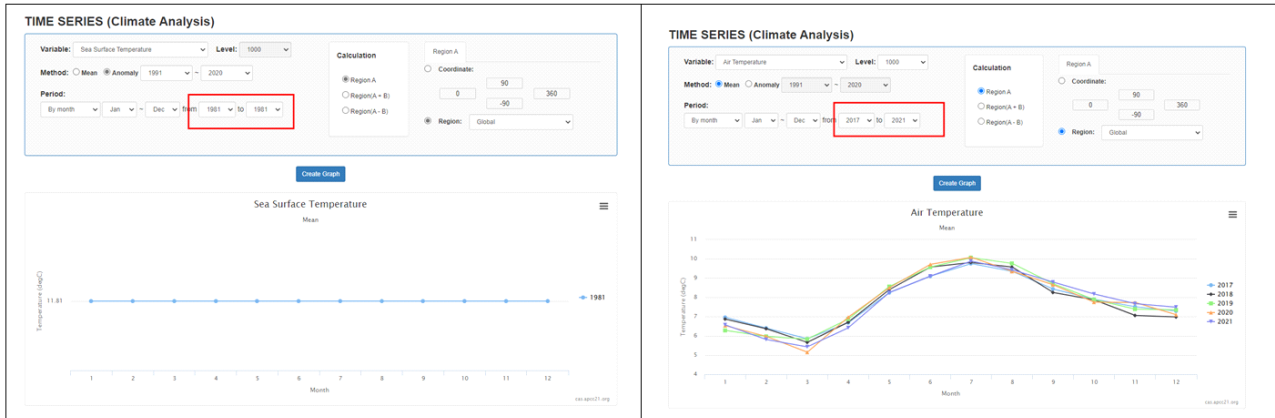 TIME SERIES (Climate Analysis)
Variable: Sea Surface Temperature Level: 1000
Method: Mean Anomaly 1991 ~ 2020
Period:
By month Jan ~ Dec from 1981 to 1981
Calculation
Region A
Region(A + B)
Region(A - B)
Region A
Coordinate:
90
0 360
-90
Region: Global
Create Graph
Sea Surface Temperature
Mean
Temperature (degC)
11.81
1981
1 2 3 4 5 6 7 8 9 10 11 12
Month
cas.apcc21.org
TIME SERIES (Climate Analysis)
Variable: Air Temperature Level: 1000
Method: Mean Anomaly 1991 ~ 2020
Period:
By month Jan ~ Dec from 2017 to 2021
Calculation
Region A
Region(A + B)
Region(A - B)
Region A
Coordinate:
90
0 360
-90
Region: Global
Create Graph
Air Temperature
Mean
Temperature (degC)
11
10
9
8
7
6
5
4
2017
2018
2019
2020
2021
1 2 3 4 5 6 7 8 9 10 11 12
Month
cas.apcc21.org